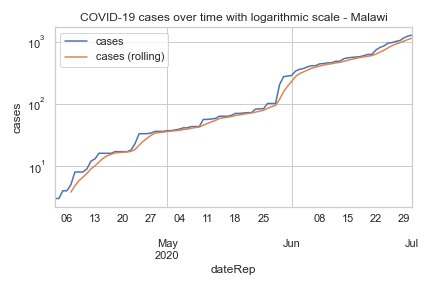 COVID-19 cases over time with logarithmic scale - Malawi
cases
cases (rolling)
10³
10²
10¹
cases
06 13 20 27 04 11 18 25 08 15 22 29
May Jun Jul
2020
dateRep